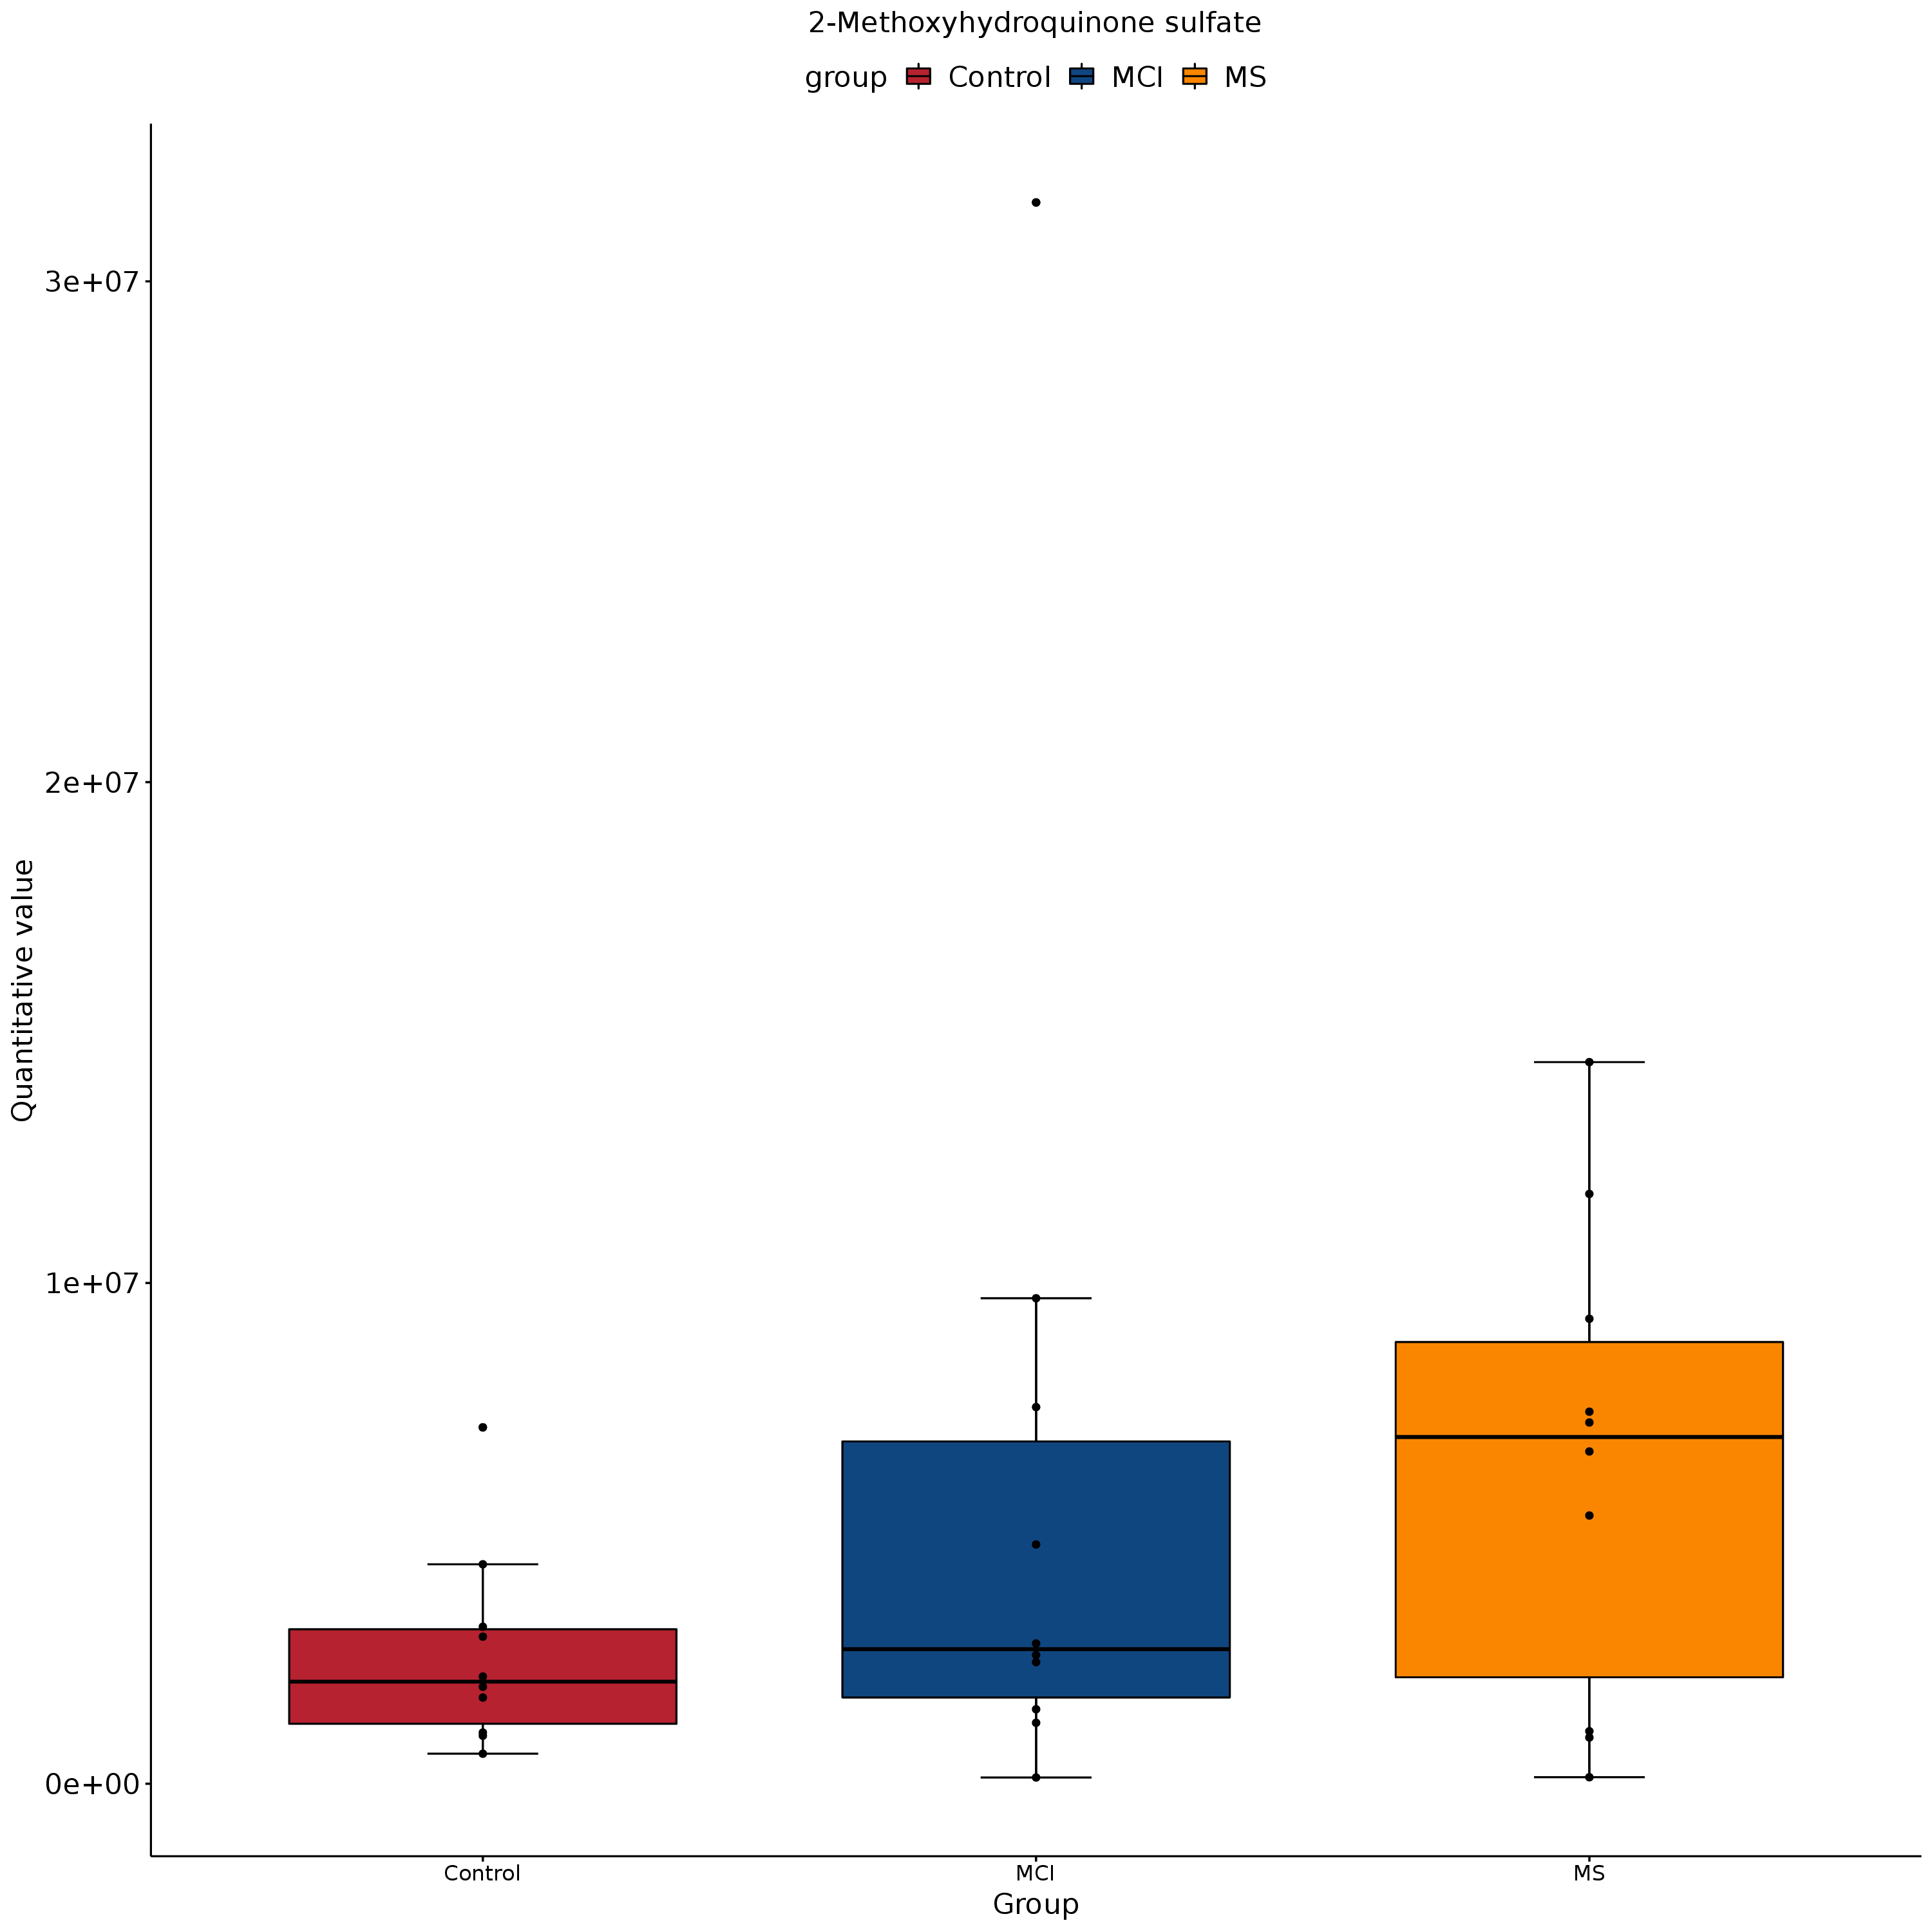 2-Methoxyhydroquinone sulfate
group Control MCI MS
3e+07
2e+07
1e+07
0e+00
Quantitative value
Control MCI MS
Group